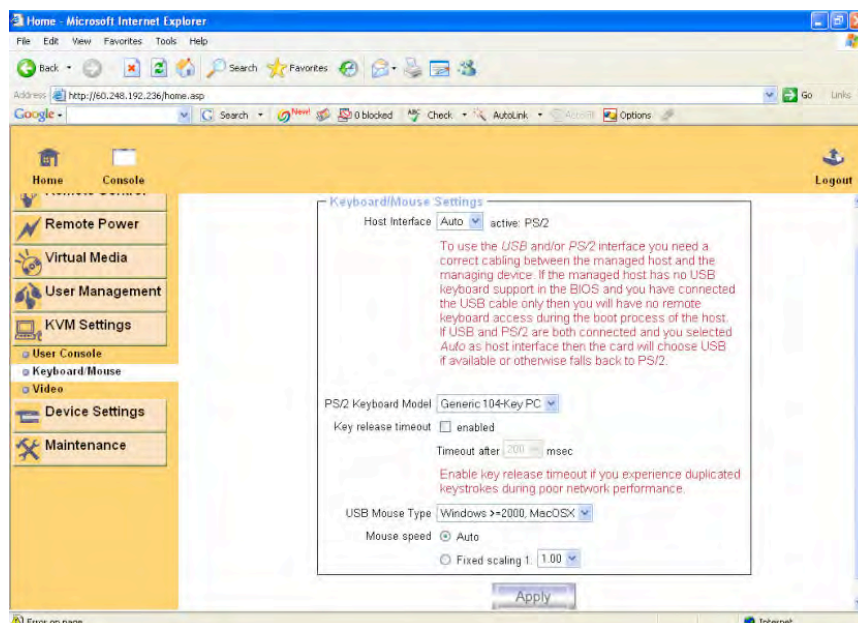 Home - Microsoft Internet Explorer
File Edit View Favorites Tools Help
Back Search Favorites
Address http://60.248.192.236/home.asp Go Links
Google Search New! 0 blocked Check AutoLink Options
Home Console Logout
Remote Power
Virtual Media
User Management
KVM Settings
User Console
Keyboard/Mouse
Video
Device Settings
Maintenance
Keyboard/Mouse Settings
Host Interface Auto active: PS/2
To use the USB and/or PS/2 interface you need a
correct cabling between the managed host and the
managing device. If the managed host has no USB
keyboard support in the BIOS and you have connected
the USB cable only then you will have no remote
keyboard access during the boot process of the host.
If USB and PS/2 are both connected and you selected
Auto as host interface then the card will choose USB
if available or otherwise falls back to PS/2.
PS/2 Keyboard Model Generic 104-Key PC
Key release timeout enabled
Timeout after 200 msec
Enable key release timeout if you experience duplicated
keystrokes during poor network performance.
USB Mouse Type Windows >=2000, MacOSX
Mouse speed Auto
Fixed scaling 1. 1.00
Apply
Error on page. Internet